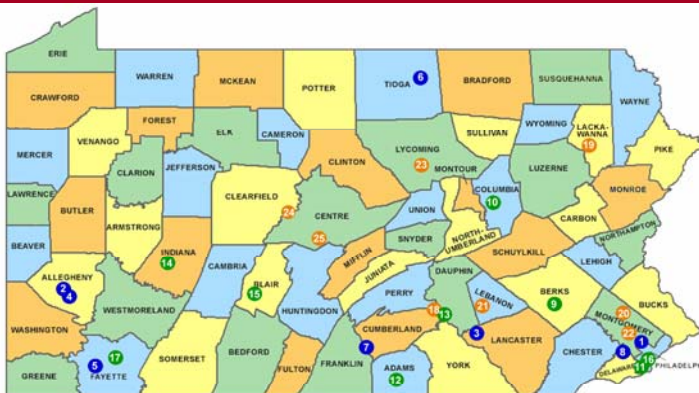 ERIE
WARREN
MCKEAN
POTTER
TIOGA
6
BRADFORD
SUSQUEHANNA
WAYNE
CRAWFORD
FOREST
ELK
CAMERON
SULLIVAN
WYOMING
LACKA-
WANNA
19
PIKE
MERCER
VENANGO
CLARION
JEFFERSON
CLINTON
LYCOMING
23
MONTOUR
COLUMBIA
10
LUZERNE
MONROE
LAWRENCE
BUTLER
ARMSTRONG
CLEARFIELD
24
CENTRE
25
UNION
SNYDER
NORTH-
UMBERLAND
CARBON
NORTHAMPTON
BEAVER
INDIANA
14
MIFFLIN
JUNIATA
SCHUYLKILL
LEHIGH
ALLEGHENY
2
4
CAMBRIA
BLAIR
15
HUNTINGDON
PERRY
DAUPHIN
18
13
LEBANON
21
BERKS
9
BUCKS
WASHINGTON
WESTMORELAND
CUMBERLAND
7
3
LANCASTER
MONTGOMERY
20
22
1
GREENE
5
17
FAYETTE
SOMERSET
BEDFORD
FULTON
FRANKLIN
ADAMS
12
YORK
CHESTER
8
DELAWARE
11
16
PHILADELP